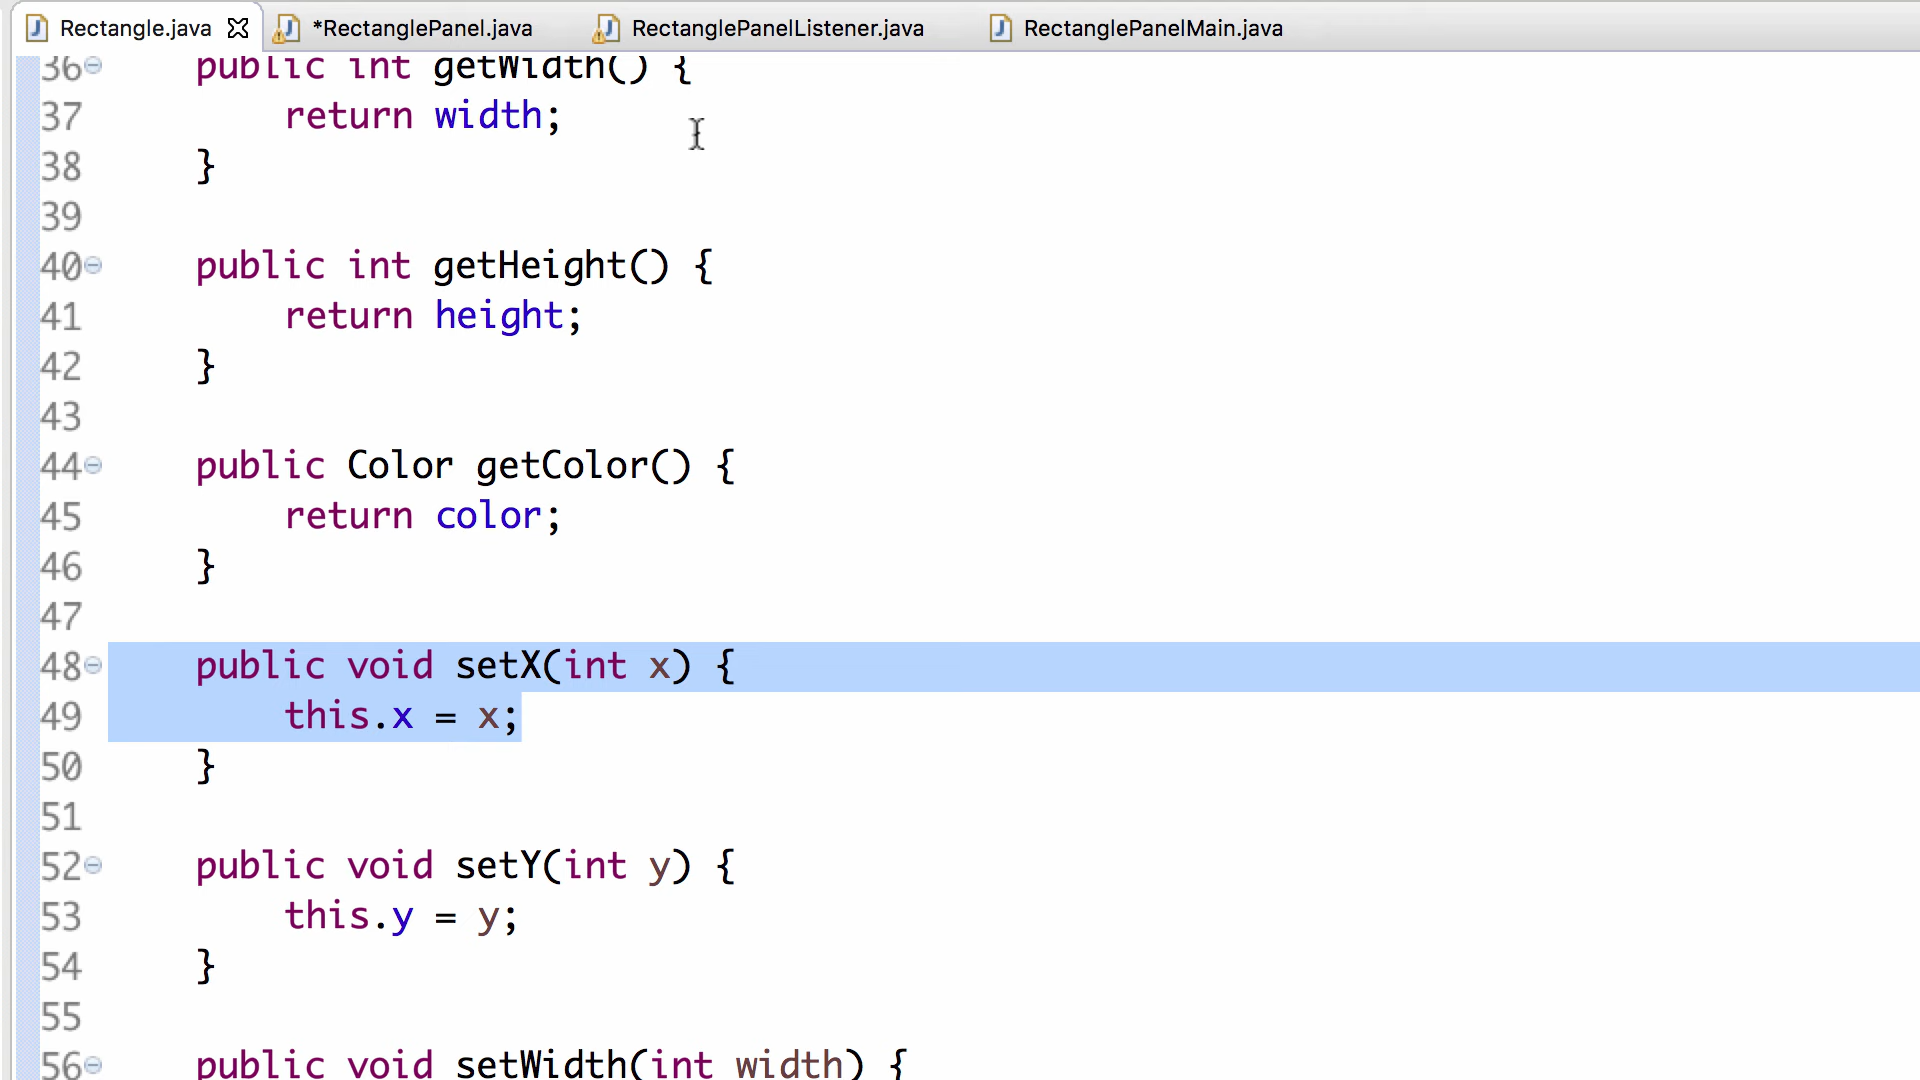 Rectangle.java *RectanglePanel.java RectanglePanelListener.java RectanglePanelMain.java
36 public int getWidth() {
37 return width;
38 }
39
40 public int getHeight() {
41 return height;
42 }
43
44 public Color getColor() {
45 return color;
46 }
47
48 public void setX(int x) {
49 this.x = x;
50 }
51
52 public void setY(int y) {
53 this.y = y;
54 }
55
56 public void setWidth(int width) {